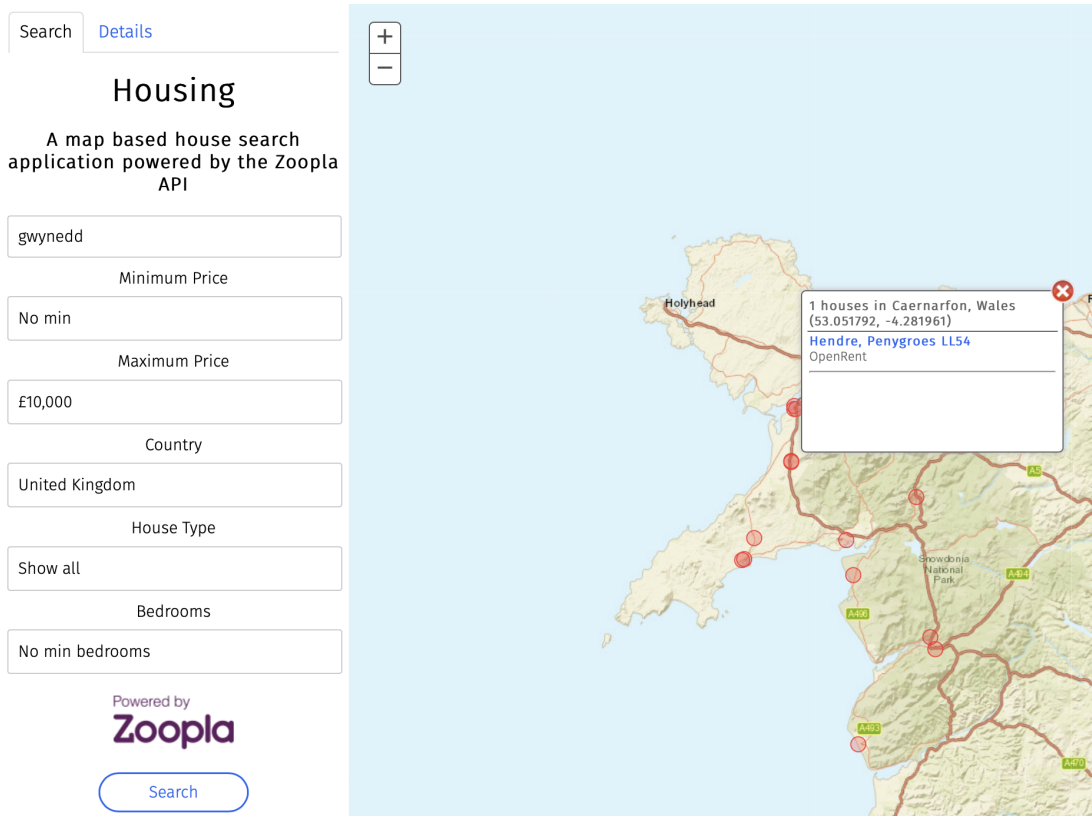 Search
Details
Housing
A map based house search
application powered by the Zoopla
API
gwynedd
Minimum Price
No min
Maximum Price
£10,000
Country
United Kingdom
House Type
Show all
Bedrooms
No min bedrooms
Powered by
Zoopla
Search
+
−
Holyhead
1 houses in Caernarfon, Wales
(53.051792, -4.281961)
Hendre, Penygroes LL54
OpenRent
A5
Snowdonia
National
Park
A494
A496
A493
A470